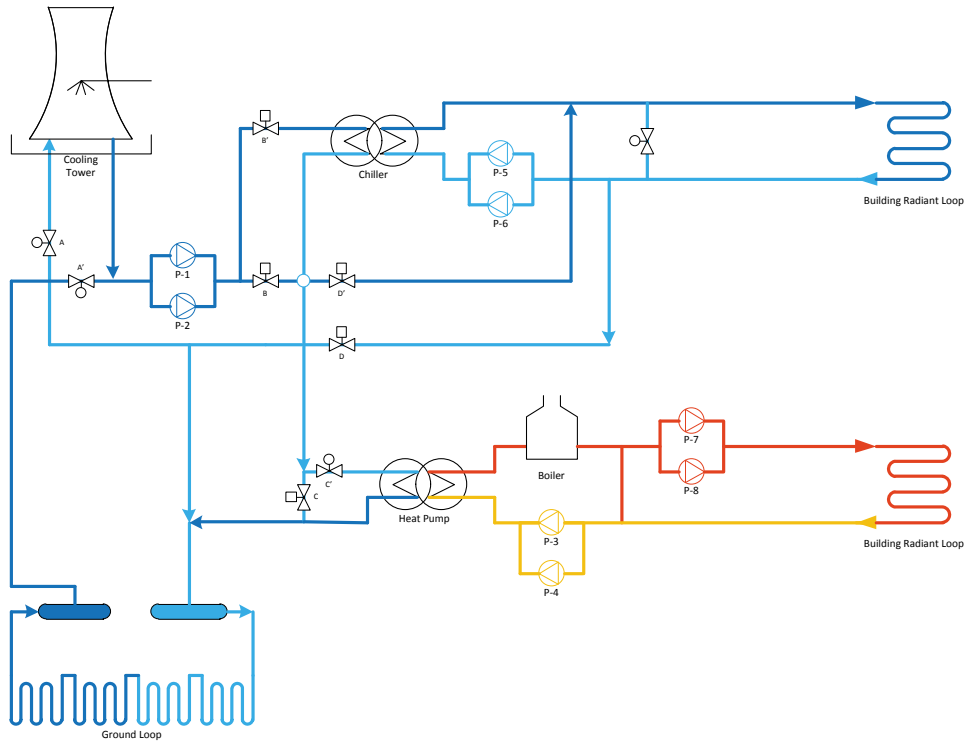 B'
Cooling
Tower
Chiller
P-5
P-6
Building Radiant Loop
A
A'
P-1
P-2
B
D'
D
C'
C
Heat Pump
Boiler
P-7
P-8
P-3
P-4
Building Radiant Loop
Ground Loop